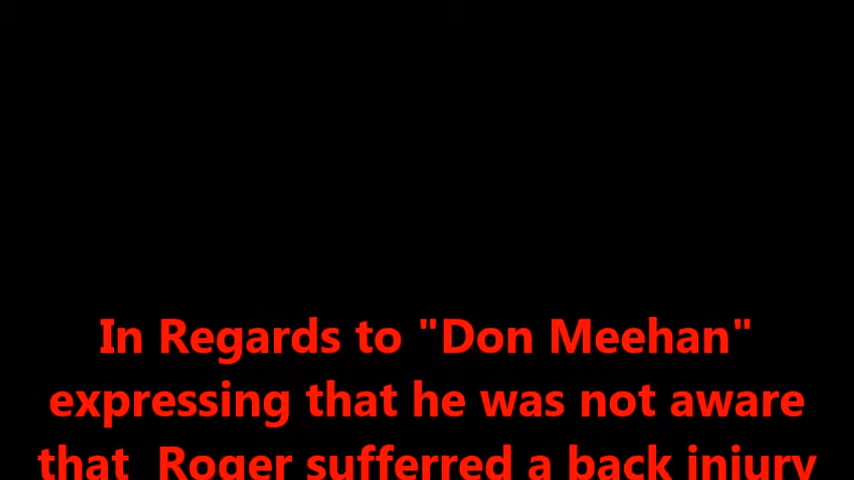 In Regards to "Don Meehan"
expressing that he was not aware
that  Roger sufferred a back injury